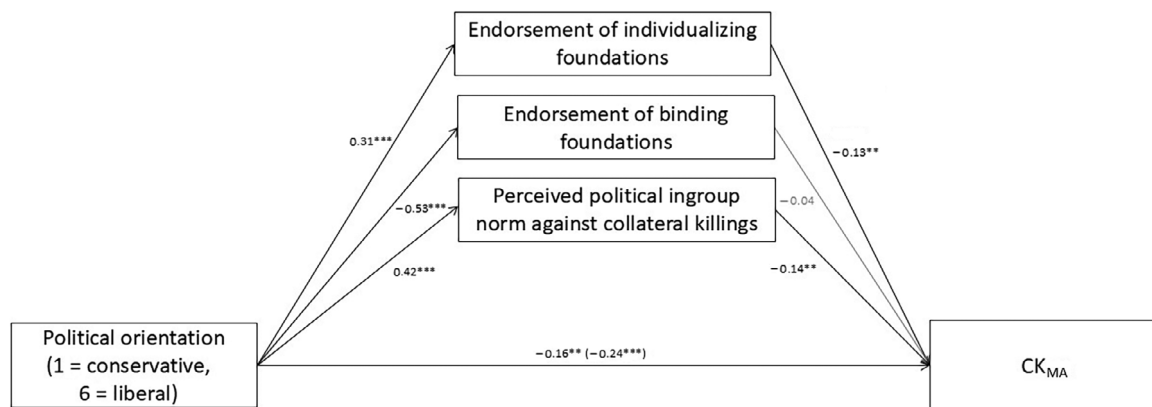 Endorsement of individualizing
foundations
Endorsement of binding
foundations
0.31***
−0.13**
Perceived political ingroup
norm against collateral killings
−0.53***
−0.04
0.42***
−0.14**
Political orientation
(1 = conservative,
6 = liberal)
−0.16** (−0.24***)
CK_MA